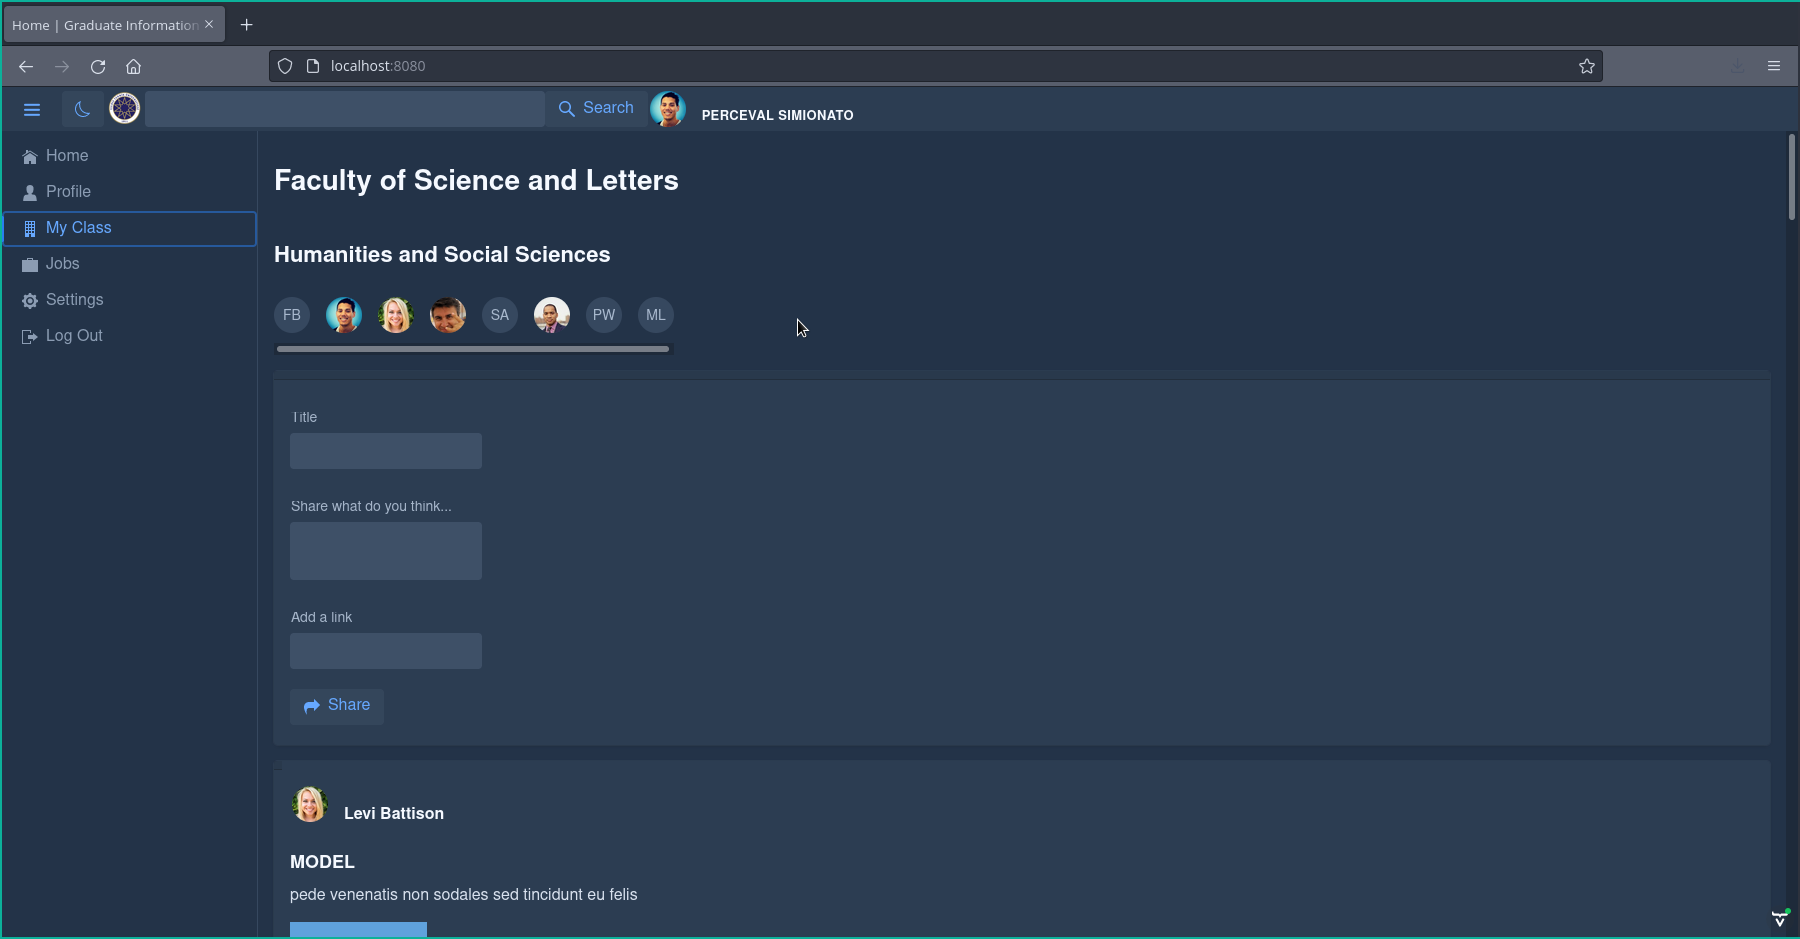 Home | Graduate Information
localhost:8080
Search
PERCEVAL SIMIONATO
Home
Profile
My Class
Jobs
Settings
Log Out
Faculty of Science and Letters
Humanities and Social Sciences
FB
SA
PW
ML
Title
Share what do you think...
Add a link
Share
Levi Battison
MODEL
pede venenatis non sodales sed tincidunt eu felis